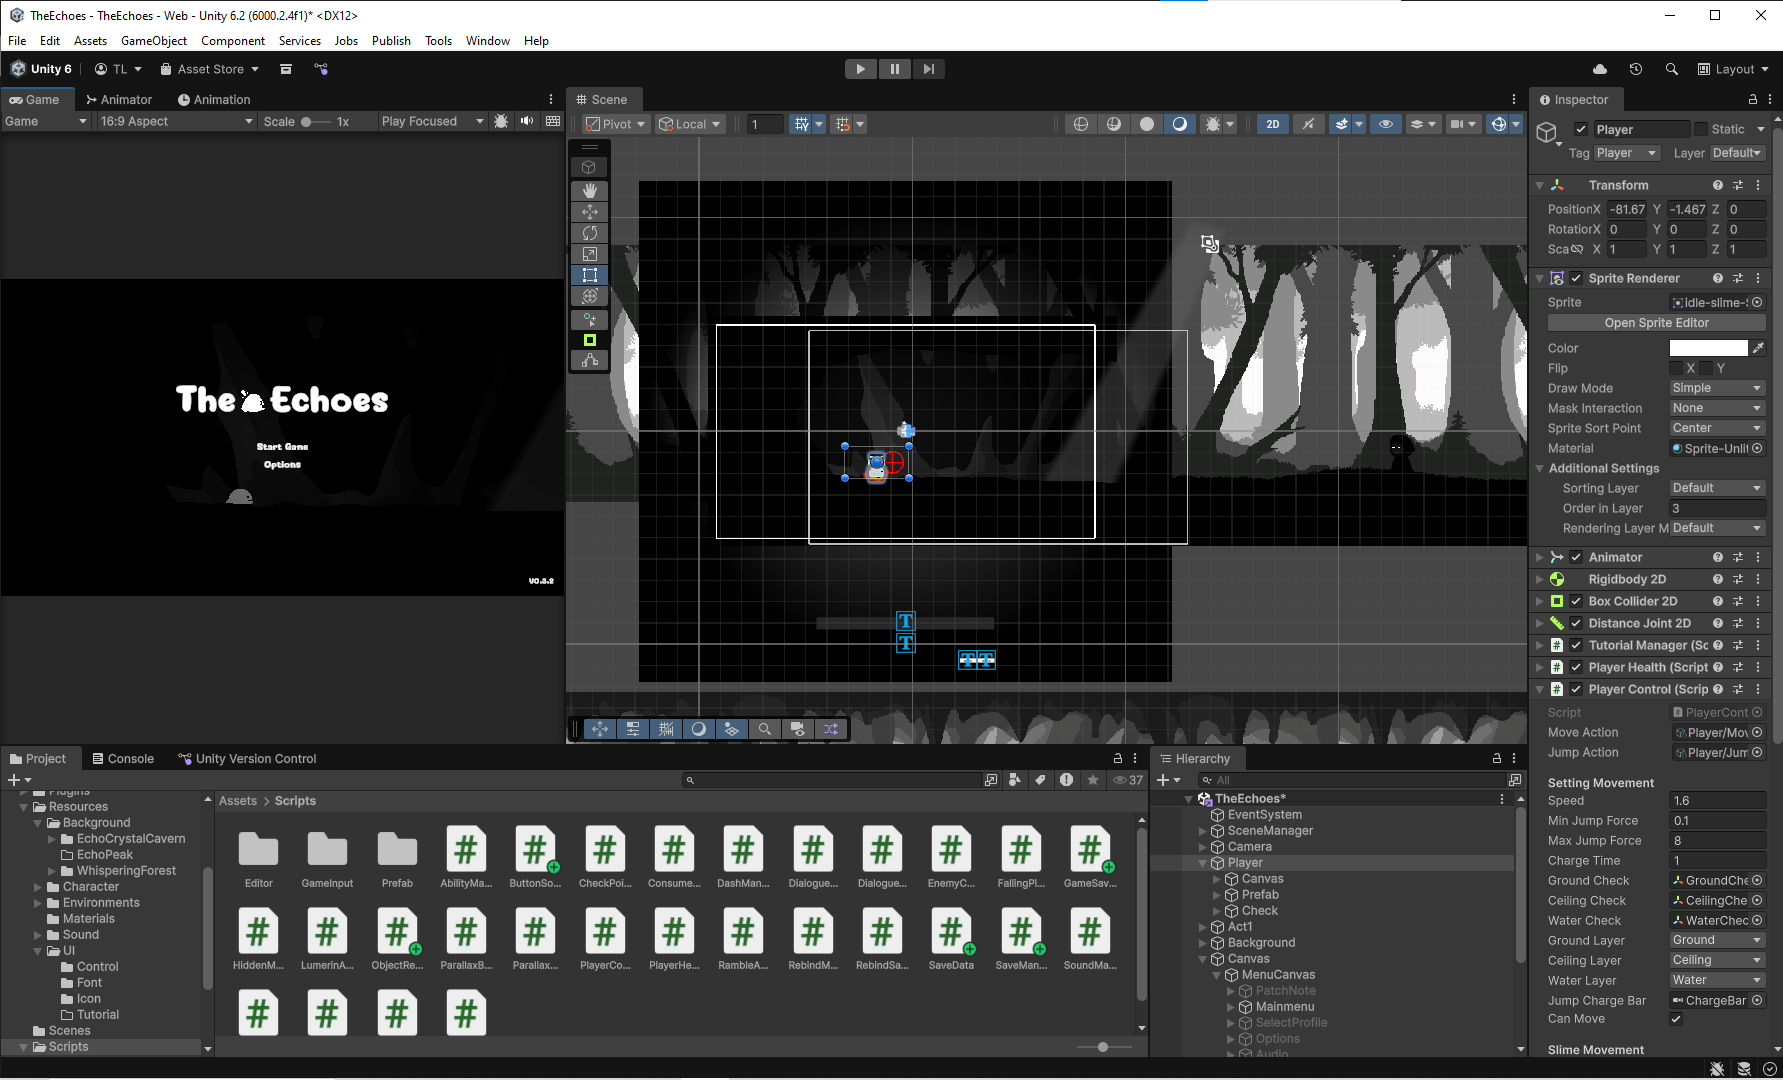 TheEchoes - TheEchoes - Web - Unity 6.2 (6000.2.4f1)* <DX12>
File Edit Assets GameObject Component Services Jobs Publish Tools Window Help
Unity 6 TL Asset Store Layout
Game Animator Animation
Game 16:9 Aspect Scale 1x Play Focused
The Echoes
Start Game
Options
V0.3.2
Scene
Pivot Local 1 2D
T
T
T T
Inspector
Player Static
Tag Player Layer Default
Transform
Position X -81.67 Y -1.467 Z 0
Rotatior X 0 Y 0 Z 0
Sca X 1 Y 1 Z 1
Sprite Renderer
Sprite idle-slime-
Open Sprite Editor
Color
Flip X Y
Draw Mode Simple
Mask Interaction None
Sprite Sort Point Center
Material Sprite-Unlit
Additional Settings
Sorting Layer Default
Order in Layer 3
Rendering Layer M Default
Animator
Rigidbody 2D
Box Collider 2D
Distance Joint 2D
Tutorial Manager (Sc
Player Health (Script
Player Control (Scrip
Script PlayerCont
Move Action Player/Mov
Jump Action Player/Jum
Setting Movement
Speed 1.6
Min Jump Force 0.1
Max Jump Force 8
Charge Time 1
Ground Check GroundChe
Ceiling Check CeilingChe
Water Check WaterChec
Ground Layer Ground
Ceiling Layer Ceiling
Water Layer Water
Jump Charge Bar ChargeBar
Can Move
Slime Movement
Project Console Unity Version Control
37
Plugins
Resources
Background
EchoCrystalCavern
EchoPeak
WhisperingForest
Character
Environments
Materials
Sound
UI
Control
Font
Icon
Tutorial
Scenes
Scripts
Assets > Scripts
Editor GameInput Prefab AbilityMa... ButtonSo... CheckPoi... Consume... DashMan... Dialogue... Dialogue... EnemyC... FallingPl... GameSav...
HiddenM... LumerinA... ObjectRe... ParallaxB... Parallax... PlayerCo... PlayerHe... RambleA... RebindM... RebindSa... SaveData SaveMan... SoundMa...
Hierarchy
All
TheEchoes*
EventSystem
SceneManager
Camera
Player
Canvas
Prefab
Check
Act1
Background
Canvas
MenuCanvas
PatchNote
Mainmenu
SelectProfile
Options
Audio